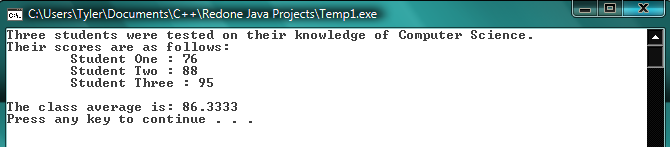 C:\Users\Tyler\Documents\C++\Redone Java Projects\Temp1.exe
Three students were tested on their knowledge of Computer Science.
Their scores are as follows:
Student One : 76
Student Two : 88
Student Three : 95
The class average is: 86.3333
Press any key to continue . . .